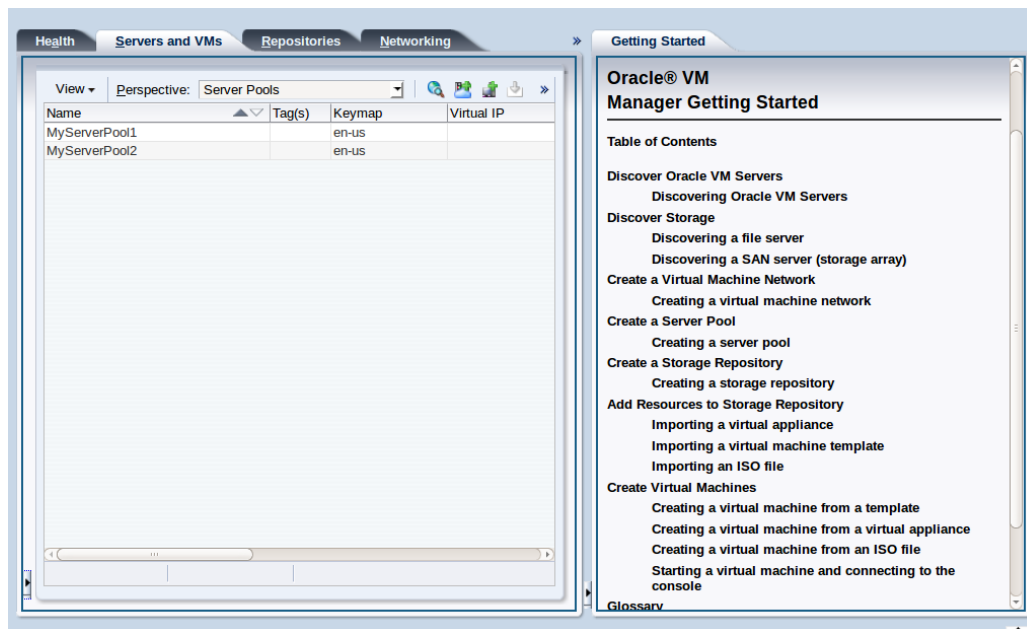 Health Servers and VMs Repositories Networking » Getting Started
View Perspective: Server Pools »
Name Tag(s) Keymap Virtual IP
MyServerPool1 en-us
MyServerPool2 en-us
Oracle® VM
Manager Getting Started
Table of Contents
Discover Oracle VM Servers
Discovering Oracle VM Servers
Discover Storage
Discovering a file server
Discovering a SAN server (storage array)
Create a Virtual Machine Network
Creating a virtual machine network
Create a Server Pool
Creating a server pool
Create a Storage Repository
Creating a storage repository
Add Resources to Storage Repository
Importing a virtual appliance
Importing a virtual machine template
Importing an ISO file
Create Virtual Machines
Creating a virtual machine from a template
Creating a virtual machine from a virtual appliance
Creating a virtual machine from an ISO file
Starting a virtual machine and connecting to the
console
Glossary